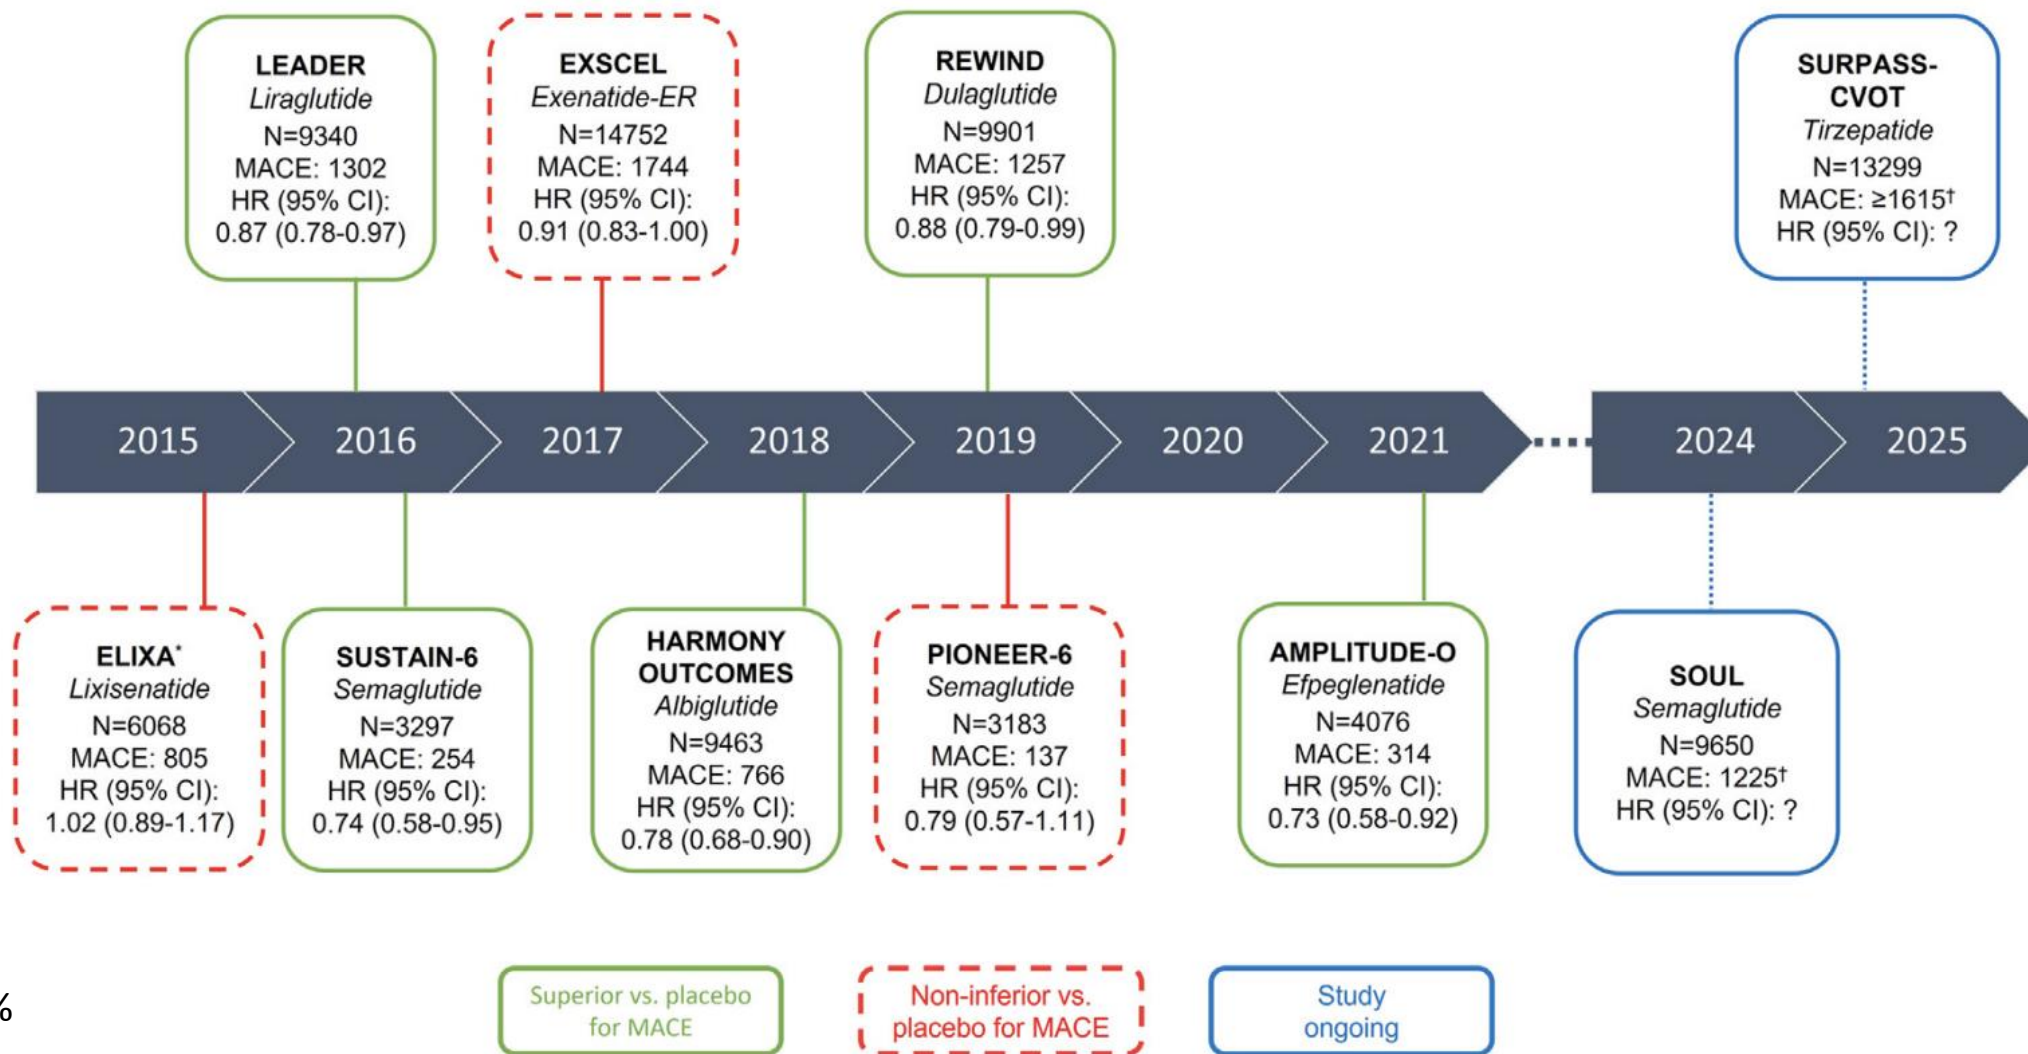 LEADER
Liraglutide
N=9340
MACE: 1302
HR (95% CI):
0.87 (0.78-0.97)
EXSCEL
Exenatide-ER
N=14752
MACE: 1744
HR (95% CI):
0.91 (0.83-1.00)
REWIND
Dulaglutide
N=9901
MACE: 1257
HR (95% CI):
0.88 (0.79-0.99)
SURPASS-
CVOT
Tirzepatide
N=13299
MACE: ≥1615†
HR (95% CI): ?
2015
2016
2017
2018
2019
2020
2021
2024
2025
ELIXA*
Lixisenatide
N=6068
MACE: 805
HR (95% CI):
1.02 (0.89-1.17)
SUSTAIN-6
Semaglutide
N=3297
MACE: 254
HR (95% CI):
0.74 (0.58-0.95)
HARMONY
OUTCOMES
Albiglutide
N=9463
MACE: 766
HR (95% CI):
0.78 (0.68-0.90)
PIONEER-6
Semaglutide
N=3183
MACE: 137
HR (95% CI):
0.79 (0.57-1.11)
AMPLITUDE-O
Efpeglenatide
N=4076
MACE: 314
HR (95% CI):
0.73 (0.58-0.92)
SOUL
Semaglutide
N=9650
MACE: 1225†
HR (95% CI): ?
%
Superior vs. placebo
for MACE
Non-inferior vs.
placebo for MACE
Study
ongoing